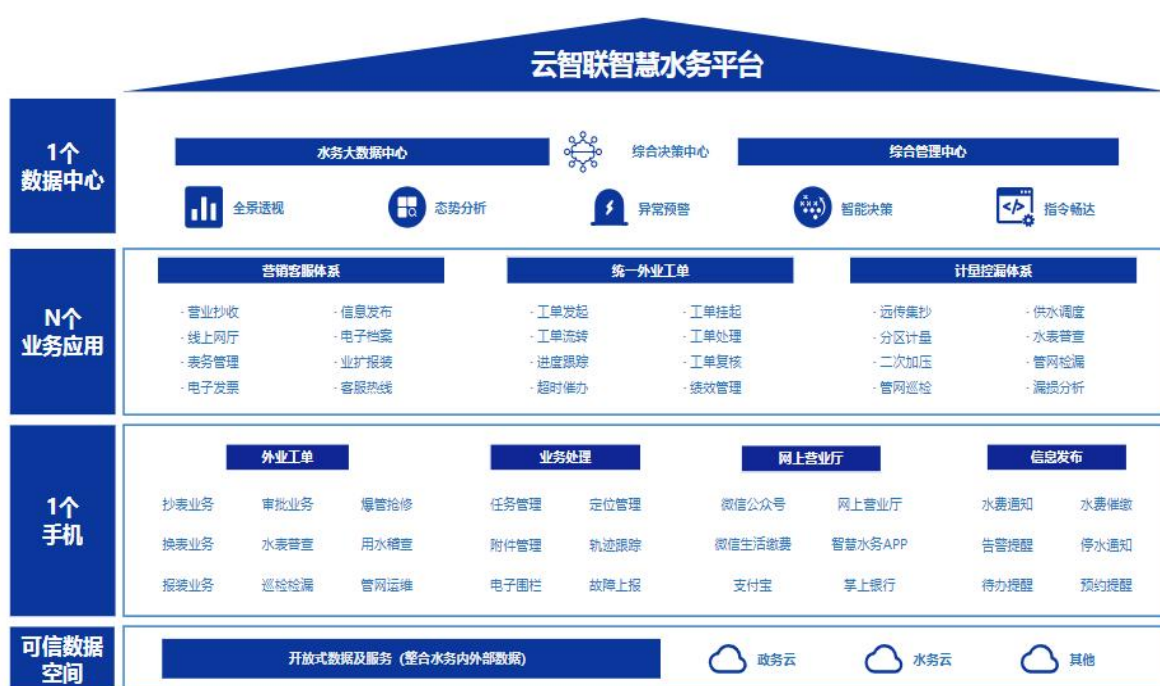 云智联智慧水务平台
1个
数据中心
水务大数据中心 综合决策中心 综合管理中心
全景透视 态势分析 异常预警 智能决策 指令畅达
N个
业务应用
营销客服体系 统一外业工单 计量控漏体系
·营业抄收 ·信息发布 ·工单发起 ·工单挂起 ·远传集抄 ·供水调度
·线上网厅 ·电子档案 ·工单流转 ·工单处理 ·分区计量 ·水表普查
·表务管理 ·业扩报装 ·进度跟踪 ·工单复核 ·二次加压 ·管网检漏
·电子发票 ·客服热线 ·超时催办 ·绩效管理 ·管网巡检 ·漏损分析
1个
手机
外业工单 业务处理 网上营业厅 信息发布
抄表业务 审批业务 爆管抢修 任务管理 定位管理 微信公众号 网上营业厅 水费通知 水费催缴
换表业务 水表普查 用水稽查 附件管理 轨迹跟踪 微信生活缴费 智慧水务APP 告警提醒 停水通知
报装业务 巡检检漏 管网运维 电子围栏 故障上报 支付宝 掌上银行 待办提醒 预约提醒
可信数据
空间
开放式数据及服务 (整合水务内外部数据) 政务云 水务云 其他